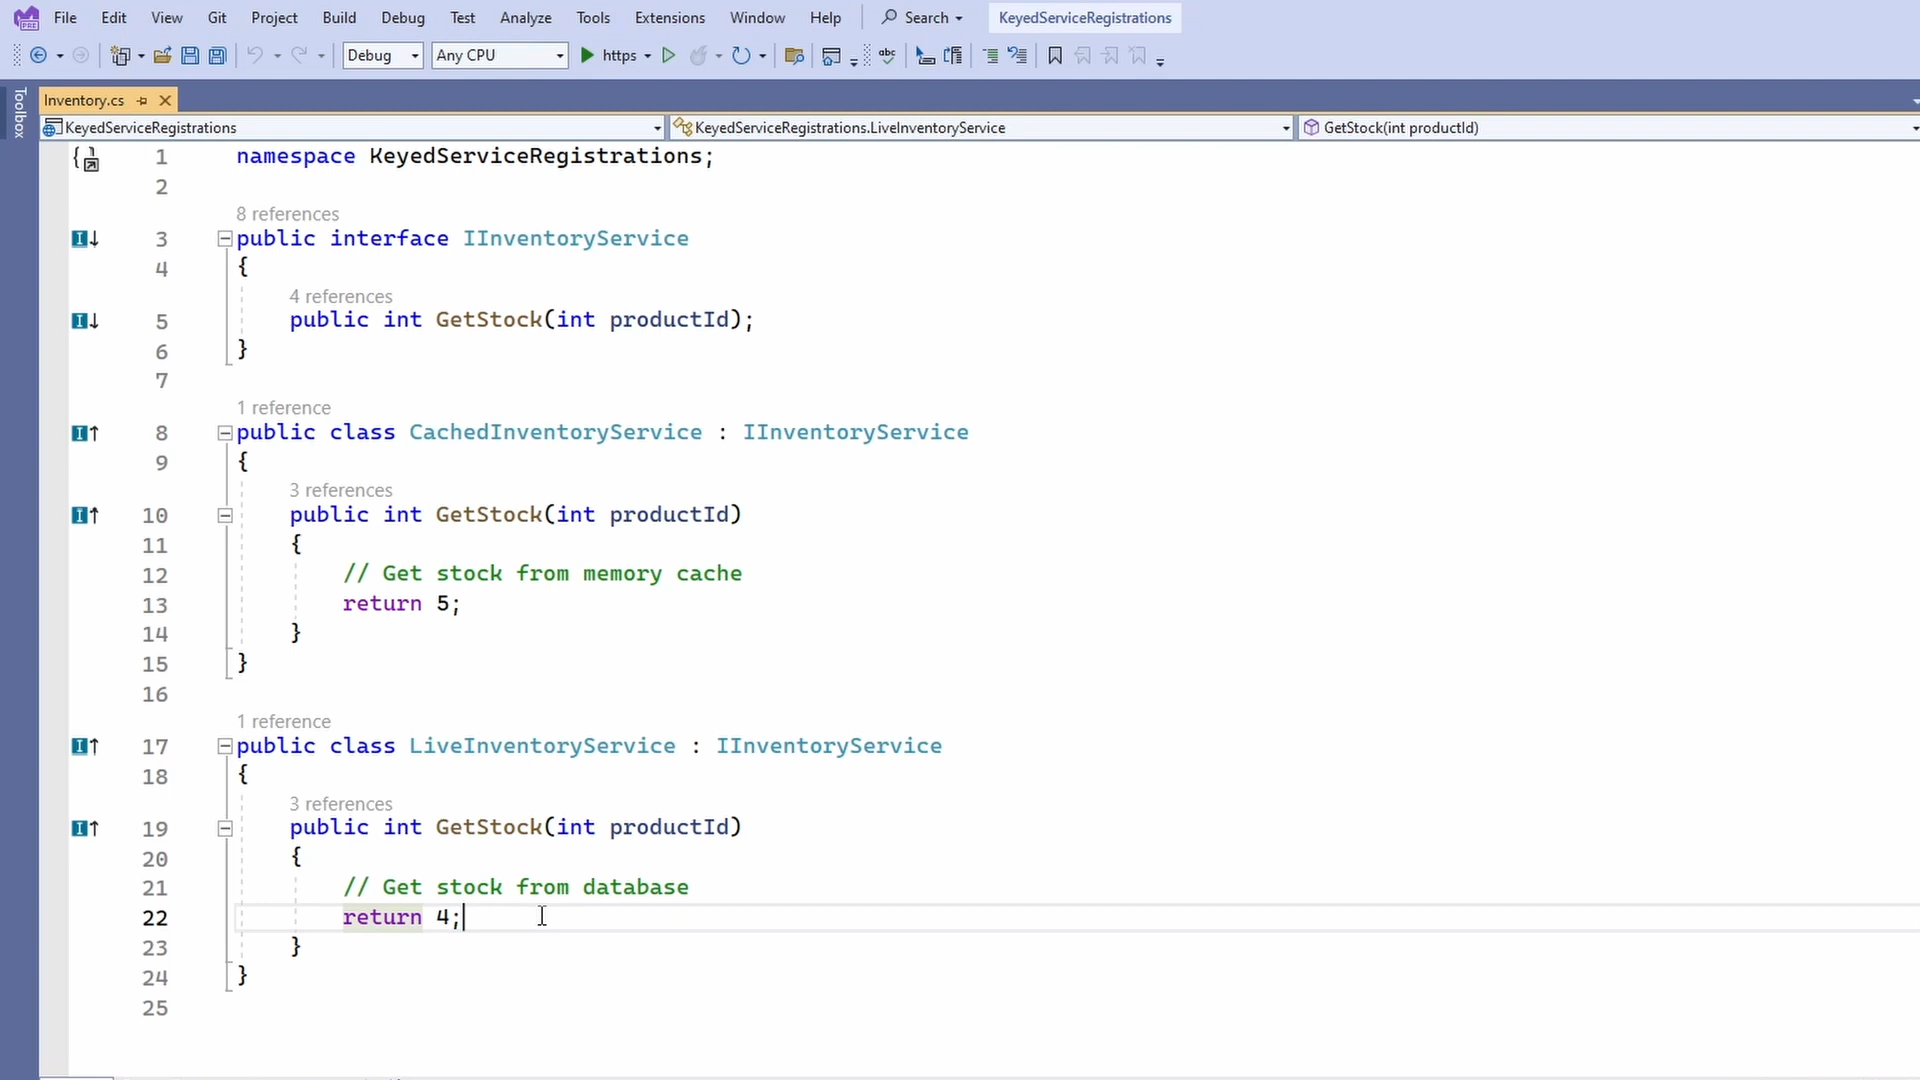 File Edit View Git Project Build Debug Test Analyze Tools Extensions Window Help Search KeyedServiceRegistrations
Debug Any CPU https
Toolbox
Inventory.cs
KeyedServiceRegistrations KeyedServiceRegistrations.LiveInventoryService GetStock(int productId)
1 namespace KeyedServiceRegistrations;
2
8 references
3 public interface IInventoryService
4 {
4 references
5 public int GetStock(int productId);
6 }
7
1 reference
8 public class CachedInventoryService : IInventoryService
9 {
3 references
10 public int GetStock(int productId)
11 {
12 // Get stock from memory cache
13 return 5;
14 }
15 }
16
1 reference
17 public class LiveInventoryService : IInventoryService
18 {
3 references
19 public int GetStock(int productId)
20 {
21 // Get stock from database
22 return 4;
23 }
24 }
25